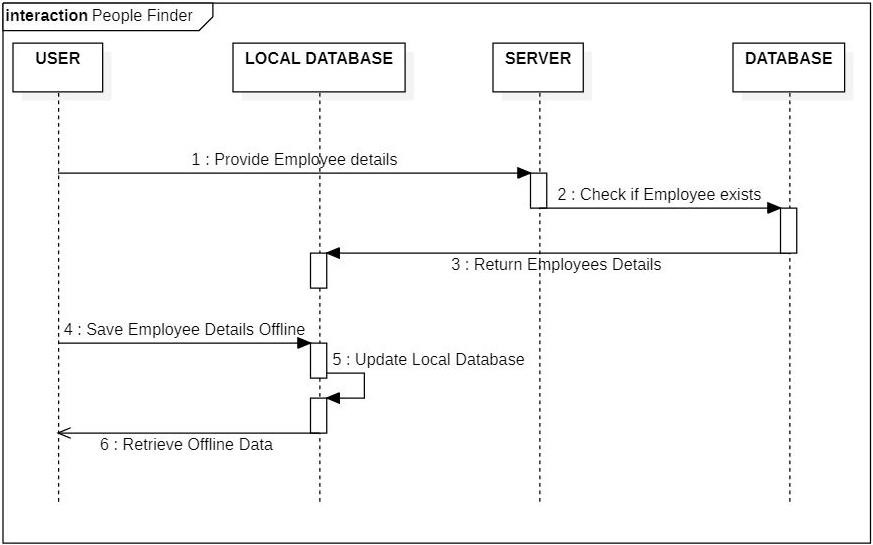 interaction People Finder
USER
LOCAL DATABASE
SERVER
DATABASE
1 : Provide Employee details
2 : Check if Employee exists
3 : Return Employees Details
4 : Save Employee Details Offline
5 : Update Local Database
6 : Retrieve Offline Data